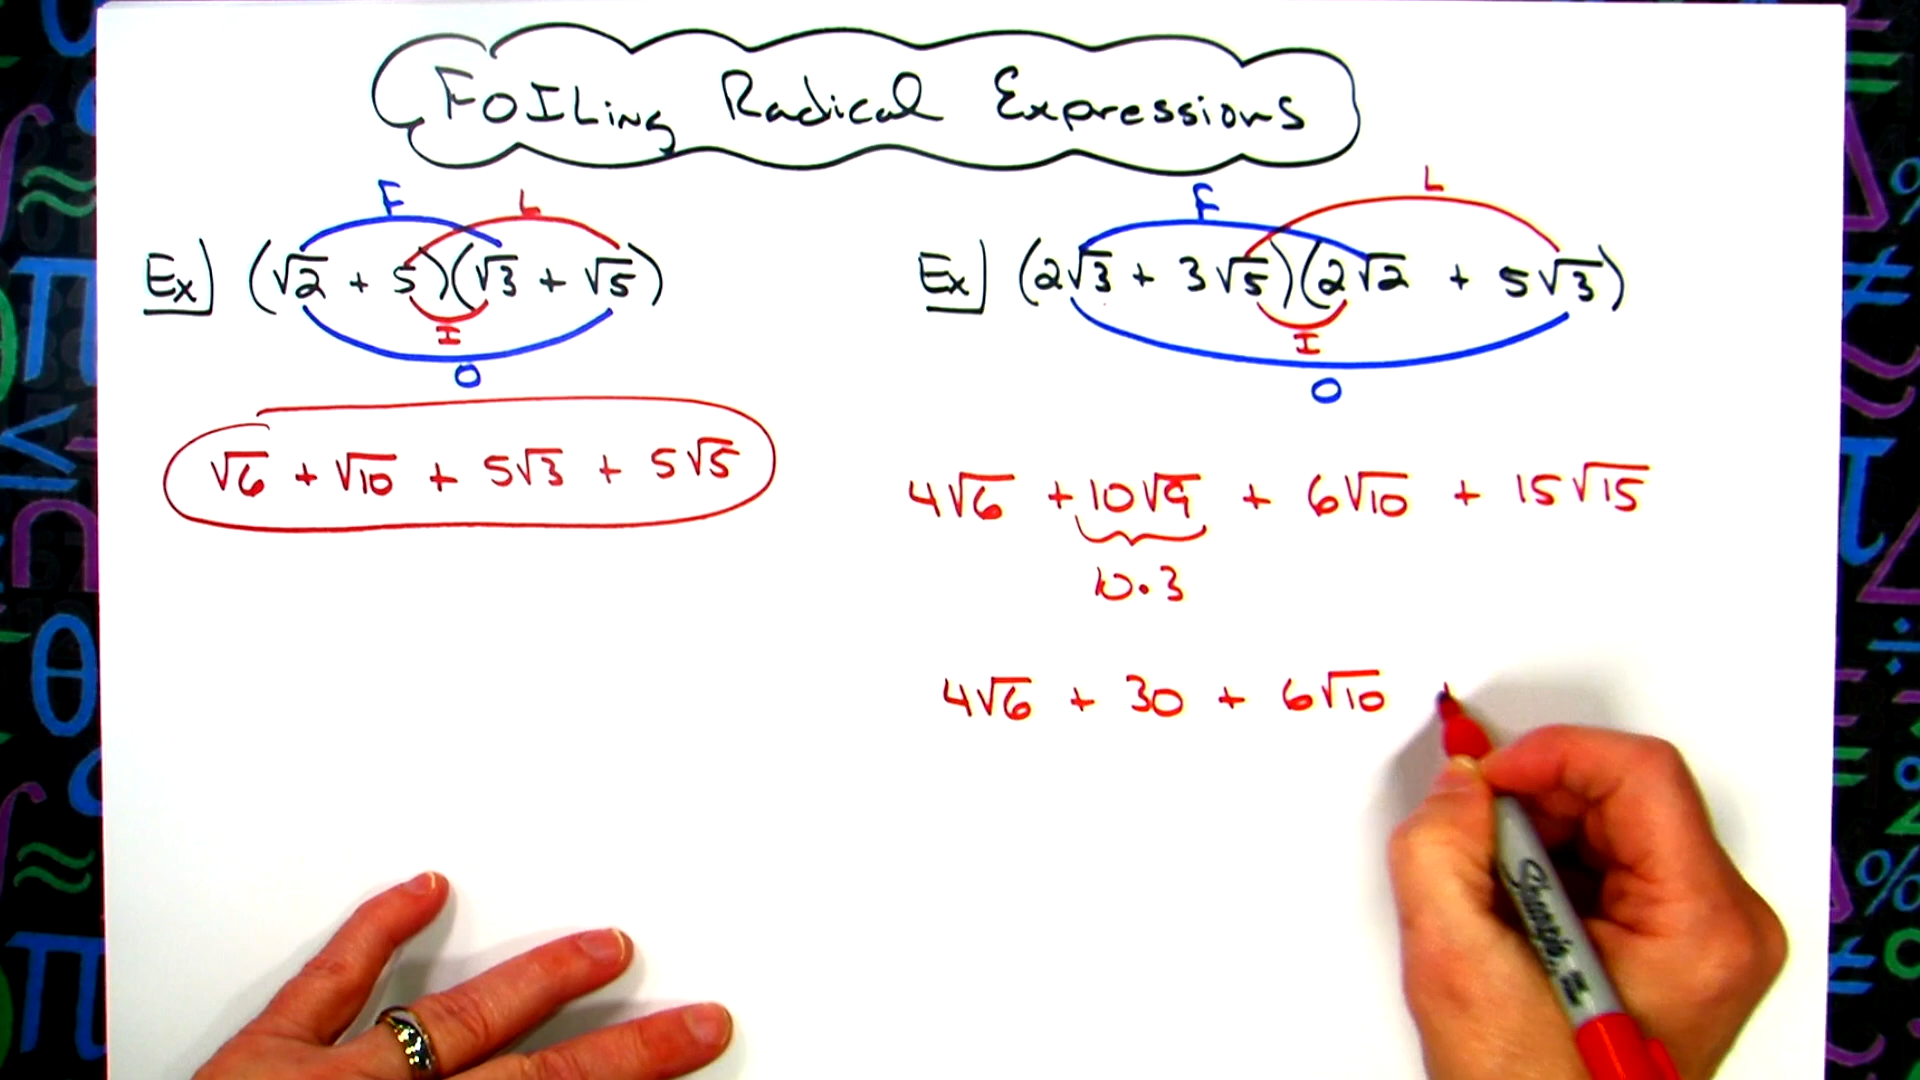 FOILing Radical Expressions
F L
Ex) (√2 + 5)(√3 + √5)
I
O
√6 + √10 + 5√3 + 5√5
F L
Ex) (2√3 + 3√5)(2√2 + 5√3)
I
O
4√6 + 10√9 + 6√10 + 15√15
10·3
4√6 + 30 + 6√10 +
Sharpie